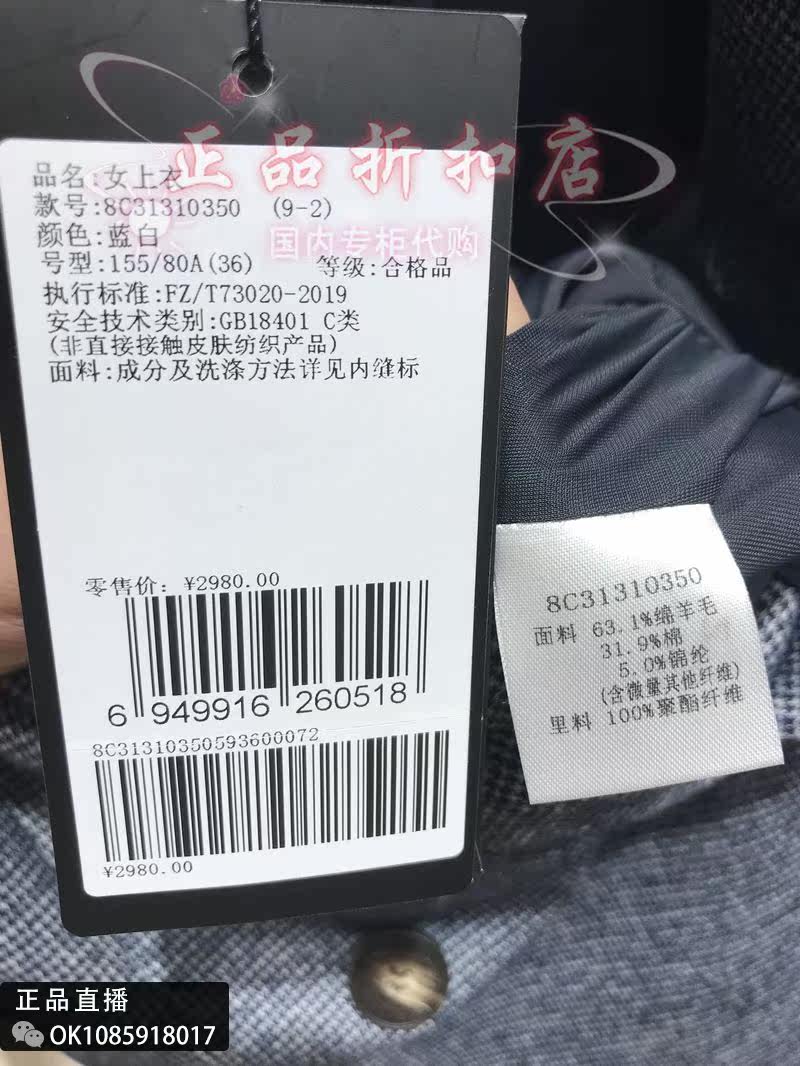 正品折扣店
国内专柜代购
品名:女上衣
款号:8C31310350 (9-2)
颜色:蓝白
号型:155/80A(36) 等级:合格品
执行标准:FZ/T73020-2019
安全技术类别:GB18401 C类
(非直接接触皮肤纺织产品)
面料:成分及洗涤方法详见内缝标
零售价: ¥2980.00
6 949916 260518
8C31310350593600072
¥2980.00
8C31310350
面料 63.1%绵羊毛
31.9%棉
5.0%锦纶
(含微量其他纤维)
里料 100%聚酯纤维
正品直播
OK1085918017